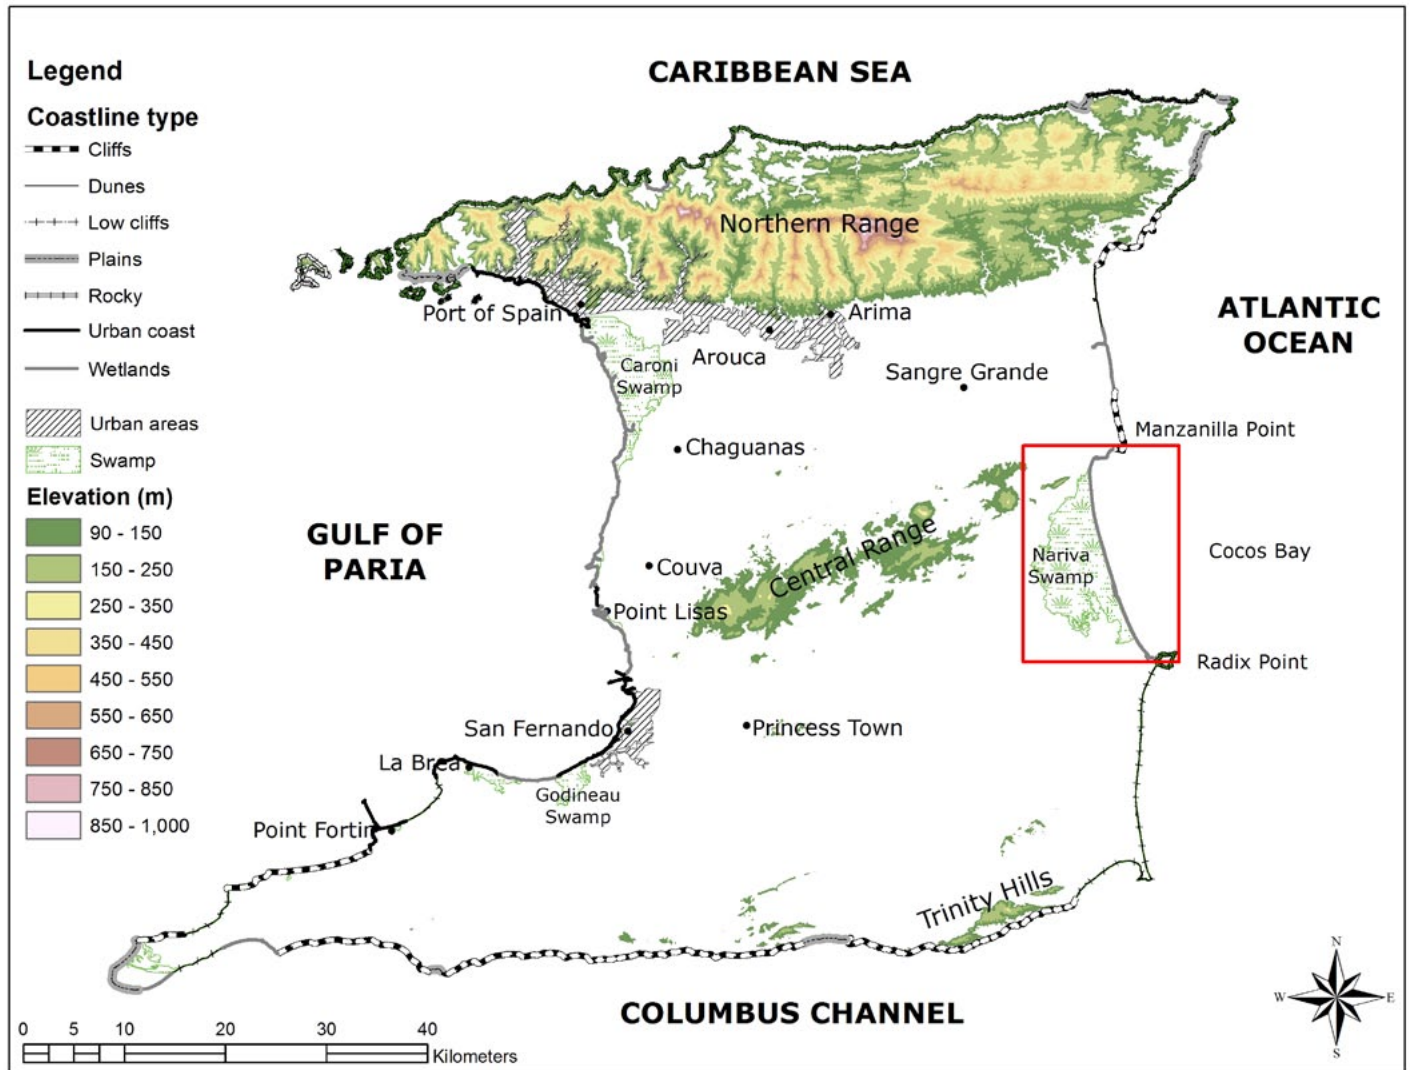 Legend
Coastline type
Cliffs
Dunes
Low cliffs
Plains
Rocky
Urban coast
Wetlands
Urban areas
Swamp
Elevation (m)
90 - 150
150 - 250
250 - 350
350 - 450
450 - 550
550 - 650
650 - 750
750 - 850
850 - 1,000
CARIBBEAN SEA
Northern Range
Port of Spain
Arima
ATLANTIC
OCEAN
Arouca
Caroni
Swamp
Sangre Grande
Manzanilla Point
Chaguanas
GULF OF
PARIA
Central Range
Nariva
Swamp
Cocos Bay
Couva
Point Lisas
Radix Point
San Fernando
Princess Town
La Brea
Godineau
Swamp
Point Fortin
Trinity Hills
COLUMBUS CHANNEL
N
W
E
S
0 5 10 20 30 40
Kilometers